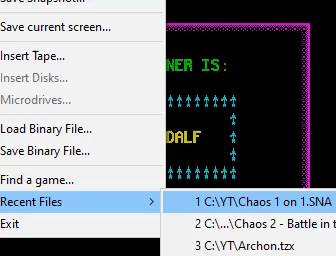 Save Snapshot...
Save current screen...
Insert Tape...
Insert Disks...
Microdrives...
Load Binary File...
Save Binary File...
Find a game...
Recent Files
Exit
NER IS:
DALF
1 C:\YT\Chaos 1 on 1.SNA
2 C:\...\Chaos 2 - Battle in t
3 C:\YT\Archon.tzx